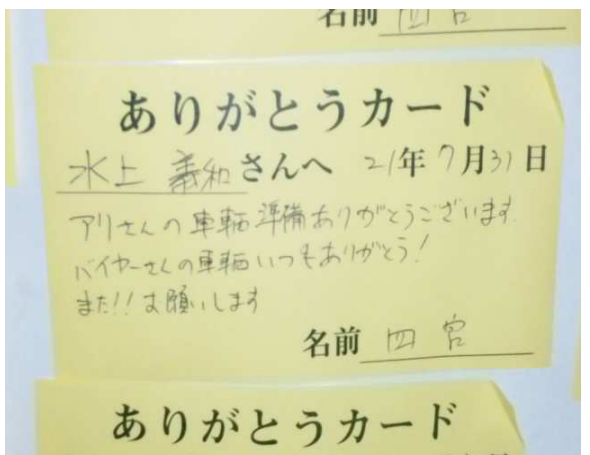 名前 四宮
ありがとうカード
水上 義和さんへ 21年7月31日
アリさんの車輌準備ありがとうございます.
バイヤーさんの車輌いつもありがとう!
また!!お願いします
名前 四宮
ありがとうカード